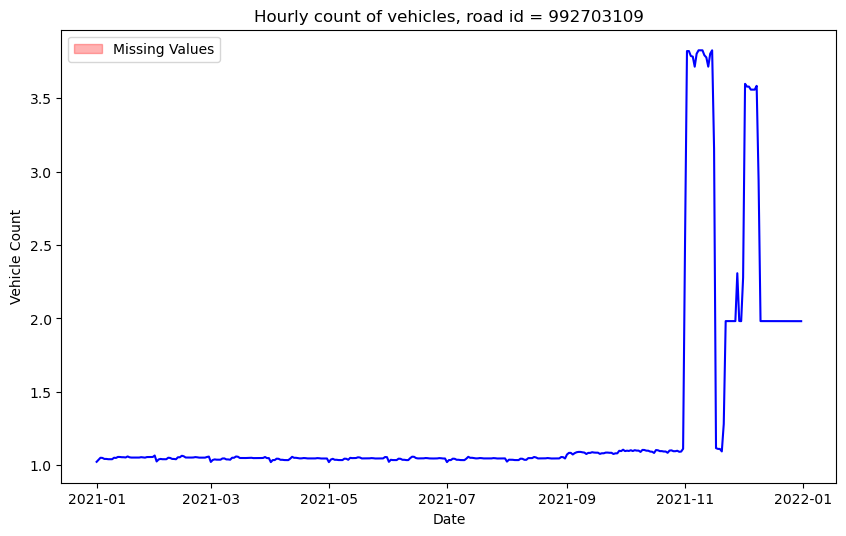 Hourly count of vehicles, road id = 992703109
Missing Values
Vehicle Count
3.5
3.0
2.5
2.0
1.5
1.0
2021-01 2021-03 2021-05 2021-07 2021-09 2021-11 2022-01
Date